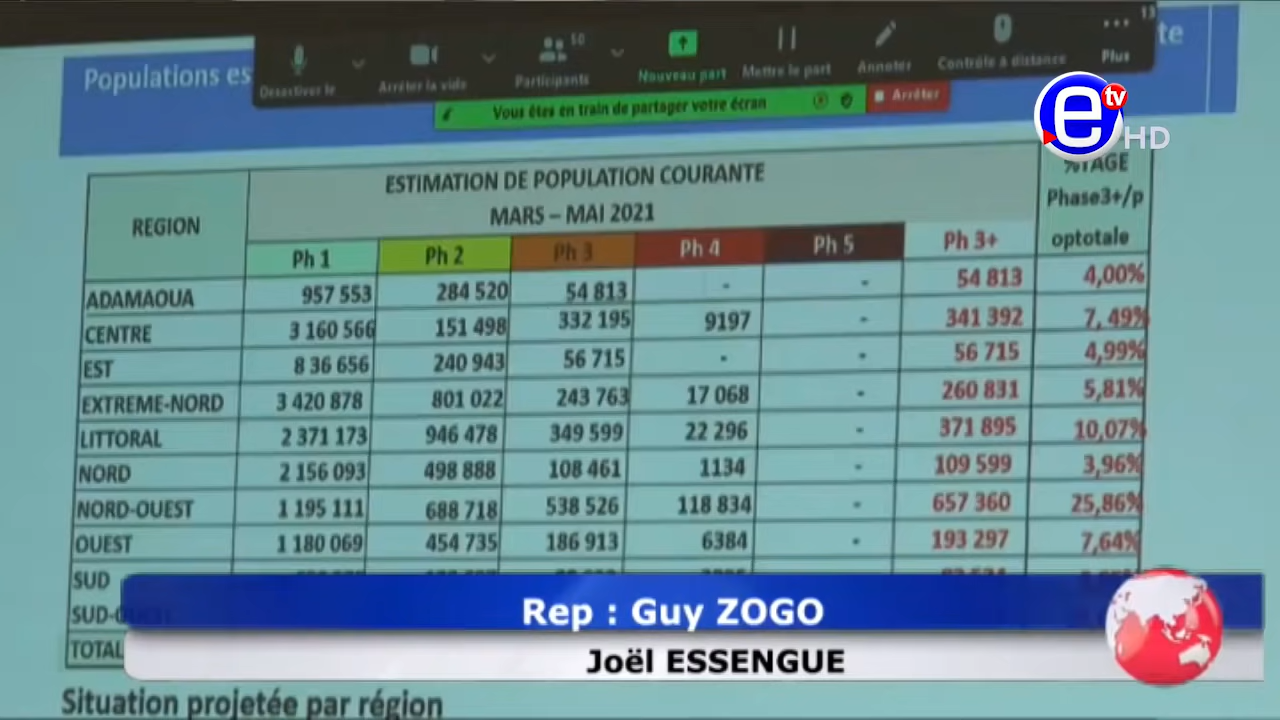 Désactiver le
Arrêter la vidé
50
Participants
Nouveau part
Mettre le part
Annoter
Contrôle à distance
13
Plus
Populations es
te
Vous êtes en train de partager votre écran
Arrêter
e tv HD
REGION
ESTIMATION DE POPULATION COURANTE
MARS – MAI 2021
%TAGE
Phase3+/p
optotale
Ph 1 Ph 2 Ph 3 Ph 4 Ph 5 Ph 3+
ADAMAOUA 957 553 284 520 54 813 - - 54 813 4,00%
CENTRE 3 160 566 151 498 332 195 9197 - 341 392 7, 49%
EST 8 36 656 240 943 56 715 - - 56 715 4,99%
EXTREME-NORD 3 420 878 801 022 243 763 17 068 - 260 831 5,81%
LITTORAL 2 371 173 946 478 349 599 22 296 - 371 895 10,07%
NORD 2 156 093 498 888 108 461 1134 - 109 599 3,96%
NORD-OUEST 1 195 111 688 718 538 526 118 834 - 657 360 25,86%
OUEST 1 180 069 454 735 186 913 6384 - 193 297 7,64%
SUD
SUD-O
TOTAL
Rep : Guy ZOGO
Joël ESSENGUE
Situation projetée par région